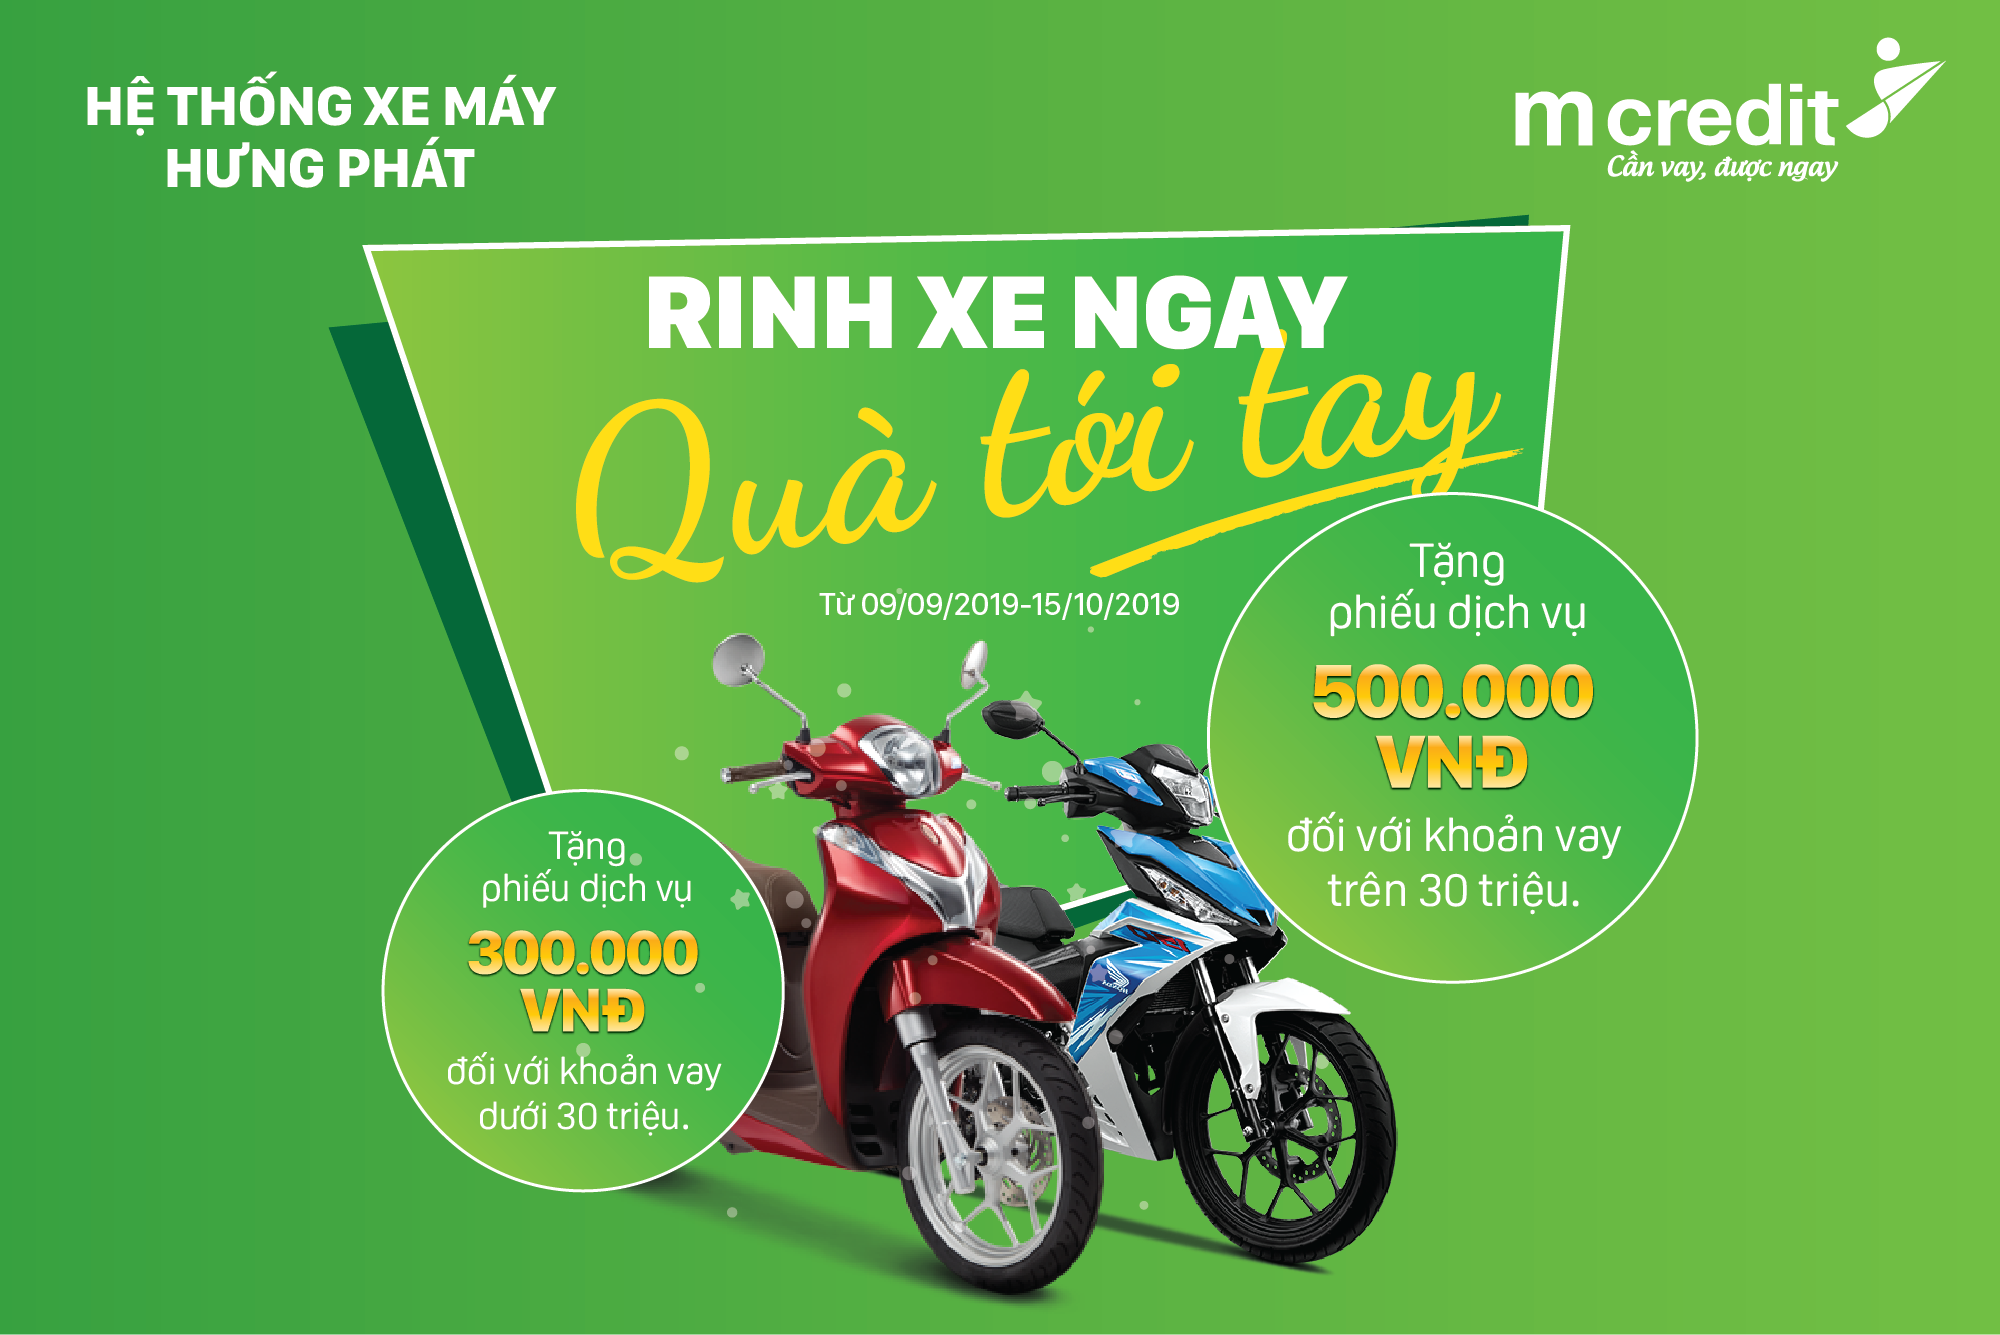 HỆ THỐNG XE MÁY
HƯNG PHÁT
mcredit
Cần vay, được ngay
RINH XE NGAY
Quà tới tay
Từ 09/09/2019-15/10/2019
Tặng
phiếu dịch vụ
500.000
VNĐ
đối với khoản vay
trên 30 triệu.
Tặng
phiếu dịch vụ
300.000
VNĐ
đối với khoản vay
dưới 30 triệu.
HONDA